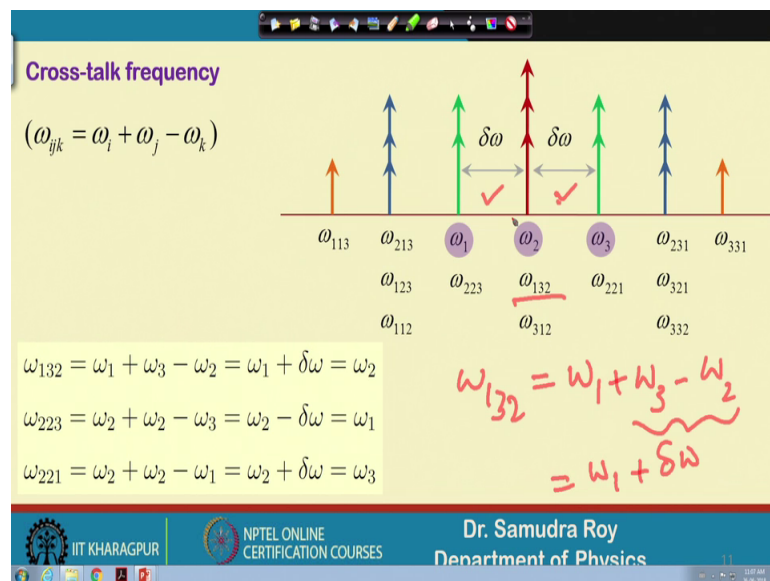 Cross-talk frequency
(ω_ijk = ω_i + ω_j − ω_k)
δω δω
ω_113 ω_213 ω_1 ω_2 ω_3 ω_231 ω_331
ω_123 ω_223 ω_132 ω_221 ω_321
ω_112 ω_312 ω_332
ω_132 = ω_1 + ω_3 − ω_2 = ω_1 + δω = ω_2
ω_223 = ω_2 + ω_2 − ω_3 = ω_2 − δω = ω_1
ω_221 = ω_2 + ω_2 − ω_1 = ω_2 + δω = ω_3
ω_132 = ω_1 + ω_3 − ω_2
= ω_1 + δω
IIT KHARAGPUR
NPTEL ONLINE
CERTIFICATION COURSES
Dr. Samudra Roy
Department of Physics
11
11:07 AM